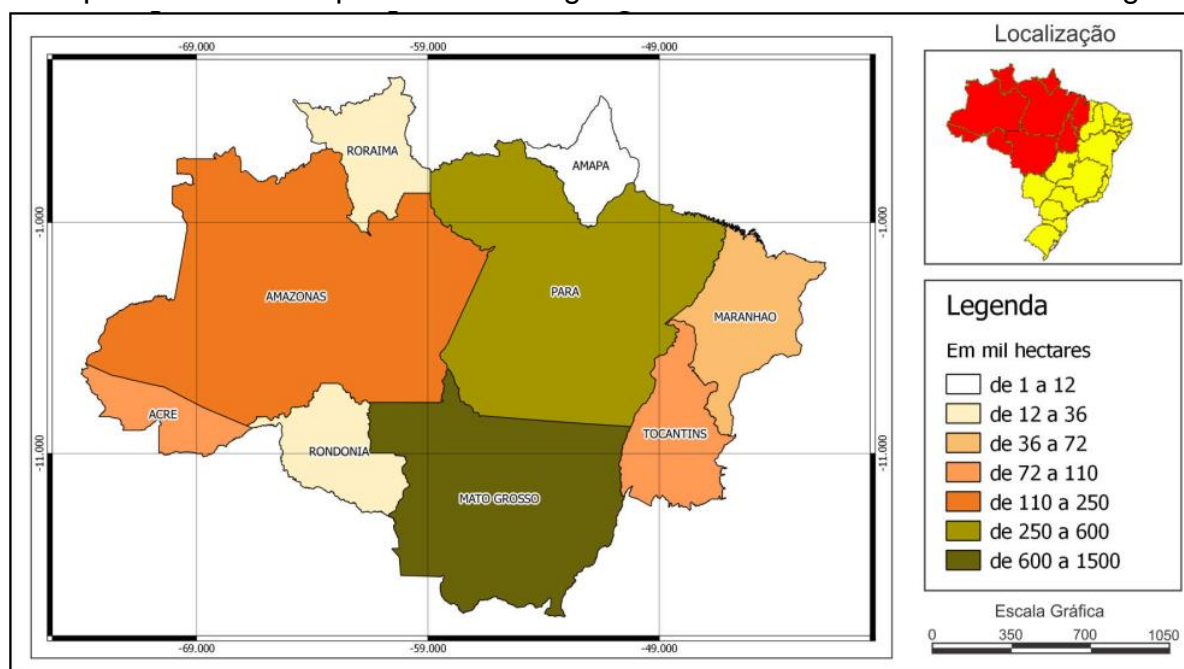 -69.000 -59.000 -49.000
Localização
RORAIMA
AMAPA
-1.000 -1.000
AMAZONAS
PARA
MARANHAO
ACRE
TOCANTINS
RONDONIA
-11.000 -11.000
MATO GROSSO
-69.000 -59.000 -49.000
Legenda
Em mil hectares
de 1 a 12
de 12 a 36
de 36 a 72
de 72 a 110
de 110 a 250
de 250 a 600
de 600 a 1500
Escala Gráfica
0 350 700 1050